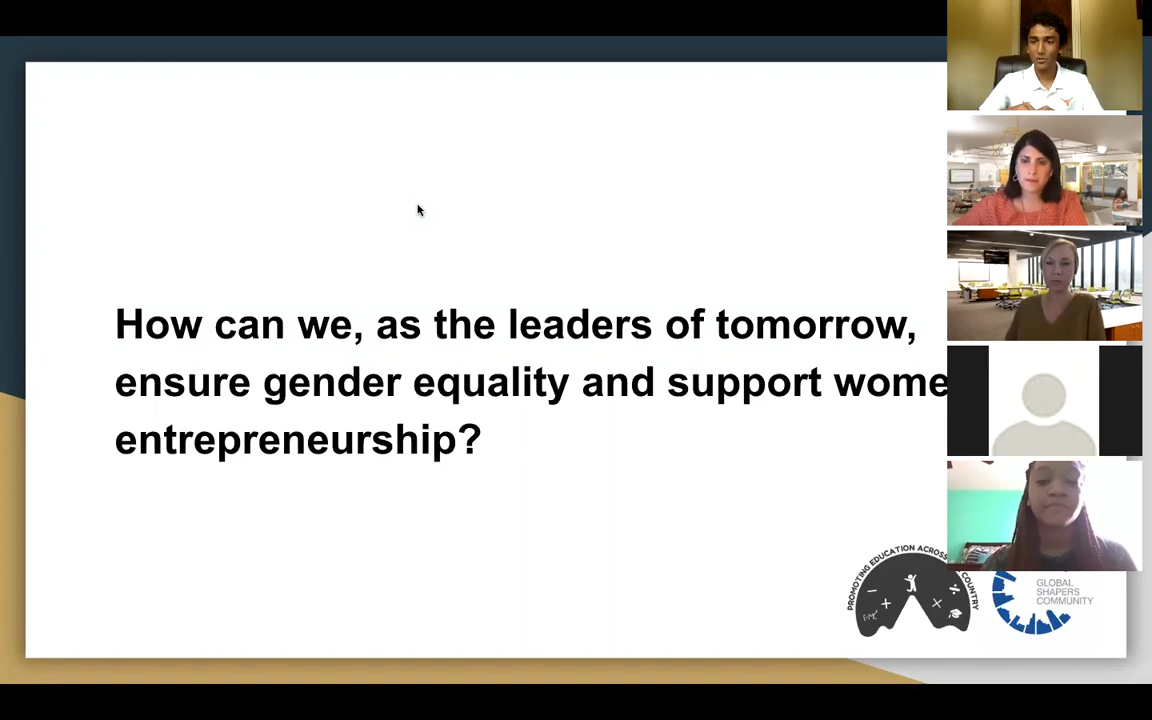 How can we, as the leaders of tomorrow,
ensure gender equality and support wome
entrepreneurship?
PROMOTING EDUCATION ACROSS
COUNTRY
GLOBAL
SHAPERS
COMMUNITY